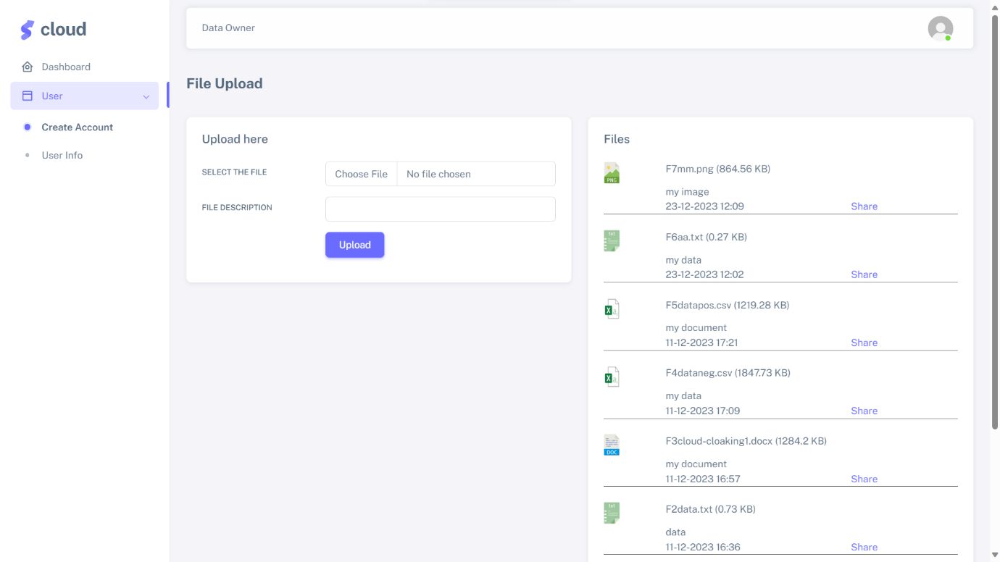 cloud
Dashboard
User
Create Account
User Info
Data Owner
File Upload
Upload here
SELECT THE FILE
Choose File No file chosen
FILE DESCRIPTION
Upload
Files
PNG
F7mm.png (864.56 KB)
my image
23-12-2023 12:09 Share
txt
F6aa.txt (0.27 KB)
my data
23-12-2023 12:02 Share
X a,
F5datapos.csv (1219.28 KB)
my document
11-12-2023 17:21 Share
X a,
F4dataneg.csv (1847.73 KB)
my data
11-12-2023 17:09 Share
DOC
F3cloud-cloaking1.docx (1284.2 KB)
my document
11-12-2023 16:57 Share
txt
F2data.txt (0.73 KB)
data
11-12-2023 16:36 Share